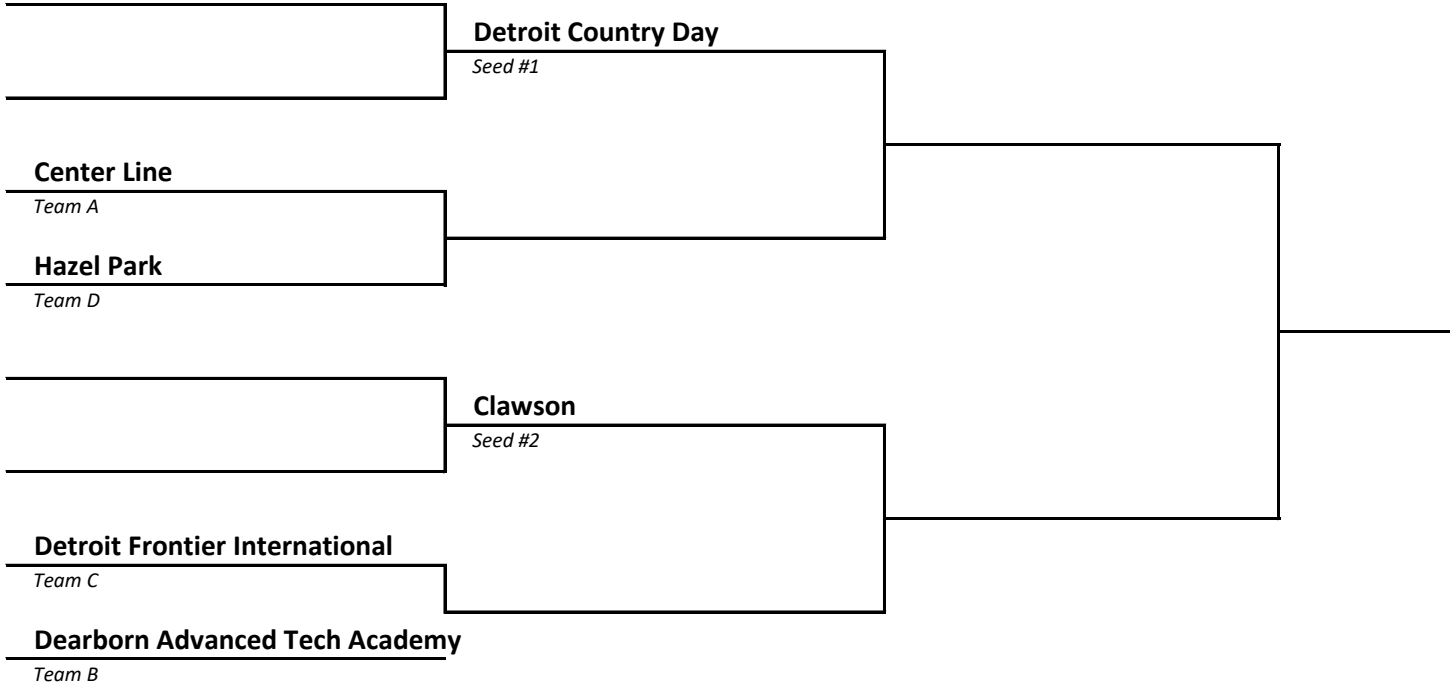 Detroit Country Day
Seed #1
Center Line
Team A
Hazel Park
Team D
Clawson
Seed #2
Detroit Frontier International
Team C
Dearborn Advanced Tech Academy
Team B